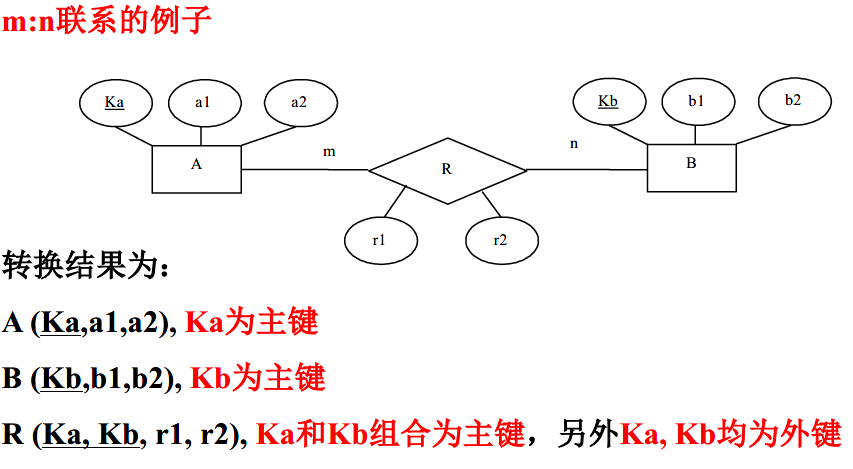 m:n联系的例子
Ka a1 a2 Kb b1 b2
A m R n B
r1 r2
转换结果为：
A (Ka,a1,a2), Ka为主键
B (Kb,b1,b2), Kb为主键
R (Ka, Kb, r1, r2), Ka和Kb组合为主键，另外Ka, Kb均为外键